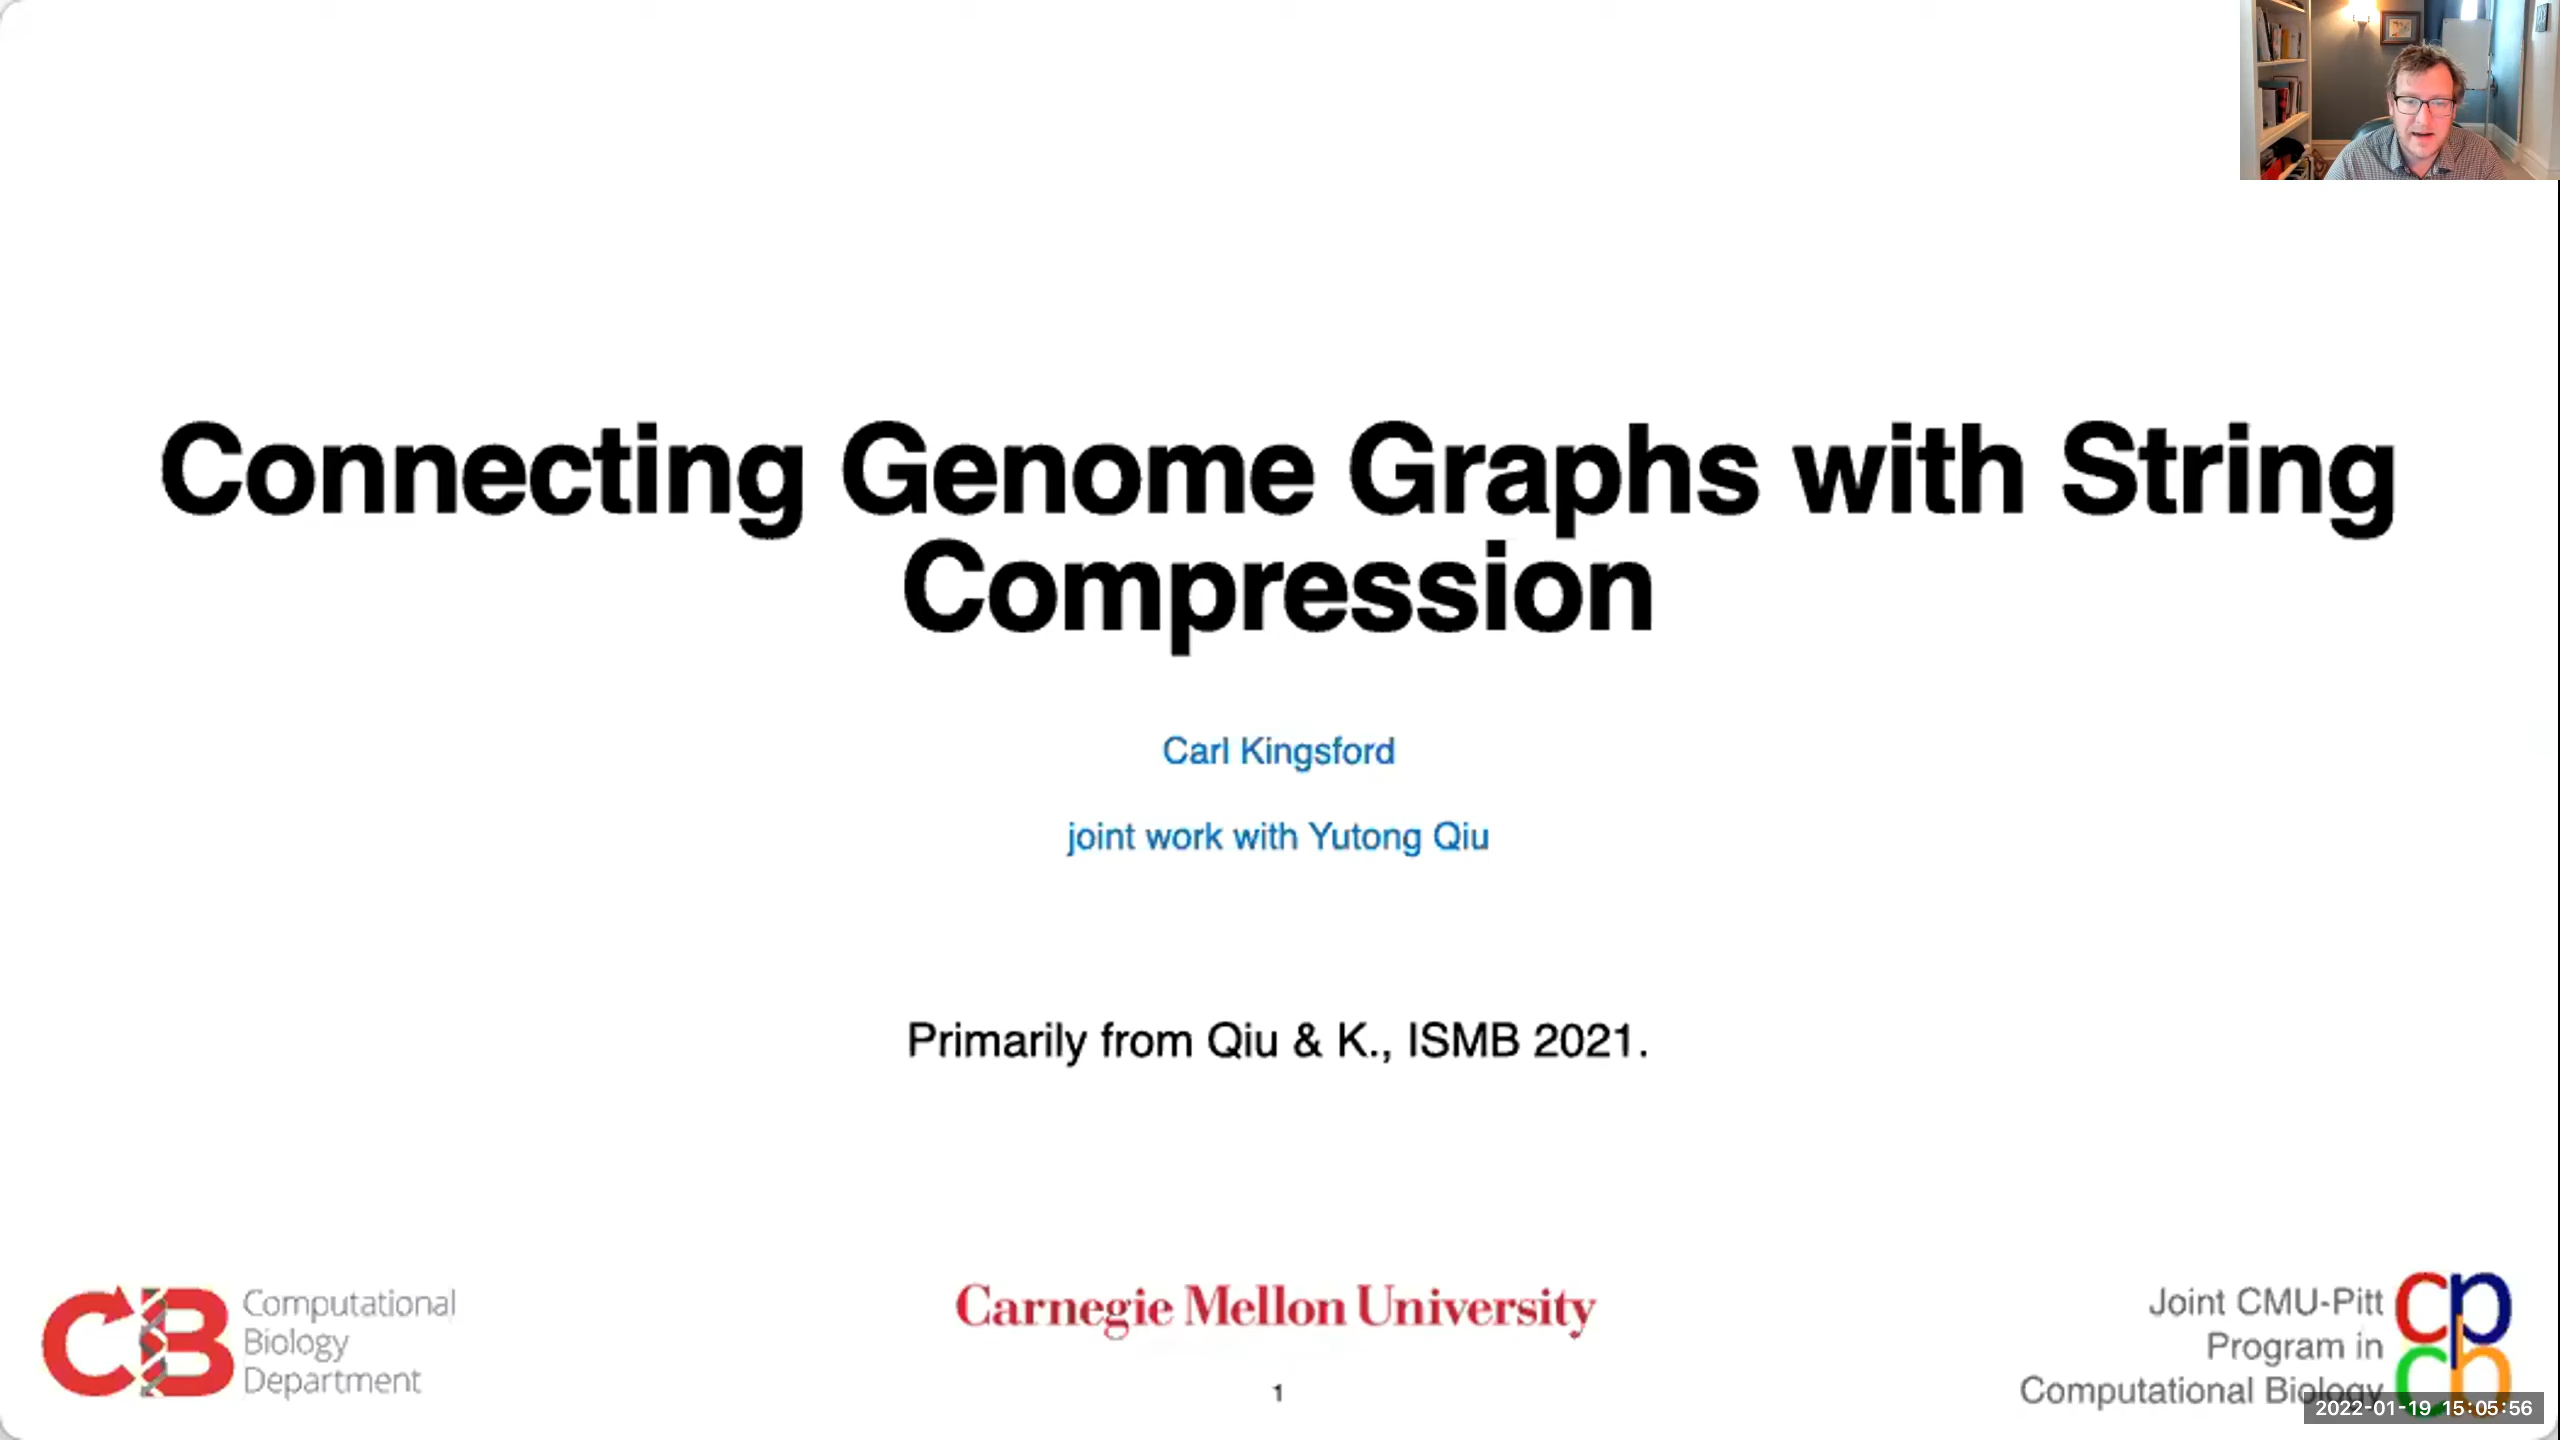 Connecting Genome Graphs with String
Compression
Carl Kingsford
joint work with Yutong Qiu
Primarily from Qiu & K., ISMB 2021.
CB
Computational
Biology
Department
Carnegie Mellon University
1
Joint CMU-Pitt
Program in
Computational Biology
cpcb
2022-01-19 15:05:56